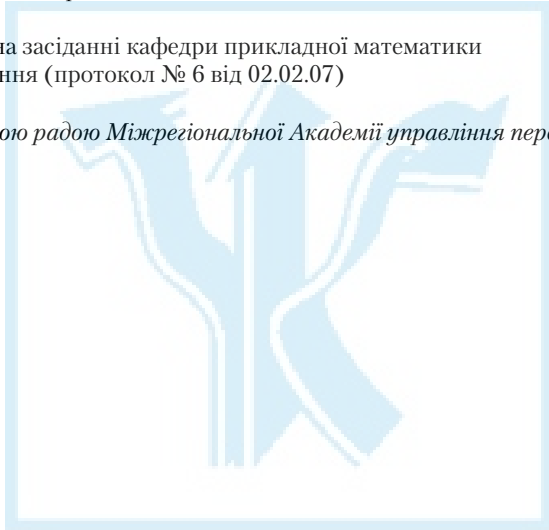 на засіданні кафедри прикладної математики
ння (протокол № 6 від 02.02.07)
ою радою Міжрегіональної Академії управління пер